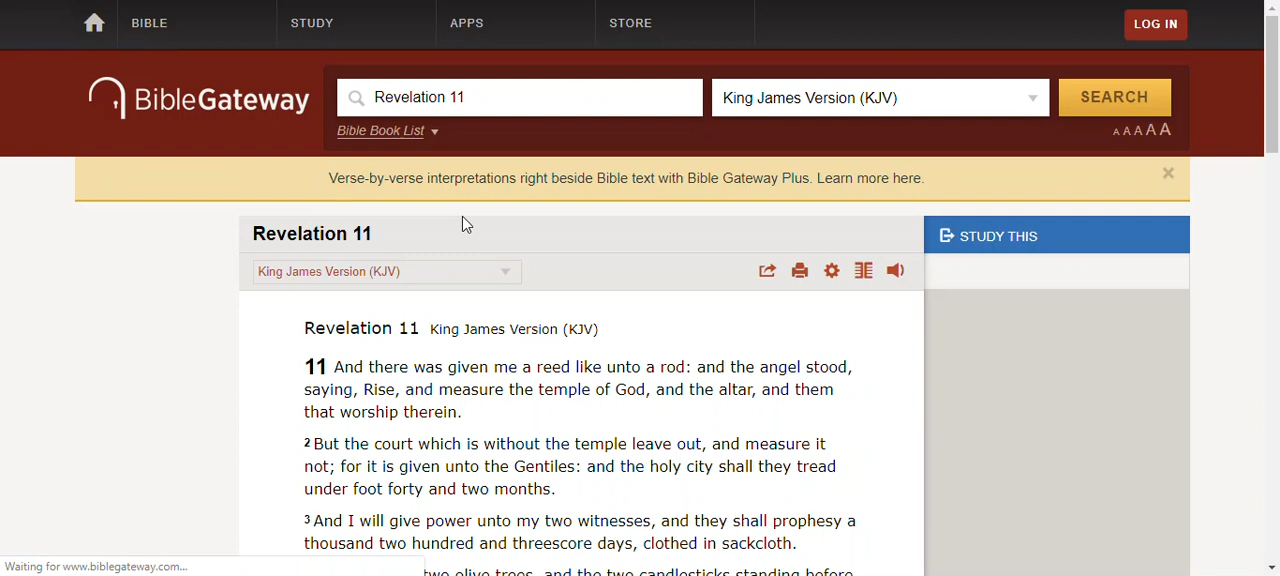 BIBLE STUDY APPS STORE LOG IN
BibleGateway
Revelation 11 King James Version (KJV) SEARCH
Bible Book List A A A A A
Verse-by-verse interpretations right beside Bible text with Bible Gateway Plus. Learn more here.
Revelation 11
STUDY THIS
King James Version (KJV)
Revelation 11 King James Version (KJV)
11 And there was given me a reed like unto a rod: and the angel stood,
saying, Rise, and measure the temple of God, and the altar, and them
that worship therein.
2 But the court which is without the temple leave out, and measure it
not; for it is given unto the Gentiles: and the holy city shall they tread
under foot forty and two months.
3 And I will give power unto my two witnesses, and they shall prophesy a
thousand two hundred and threescore days, clothed in sackcloth.
two olive trees, and the two candlesticks standing before
Waiting for www.biblegateway.com...